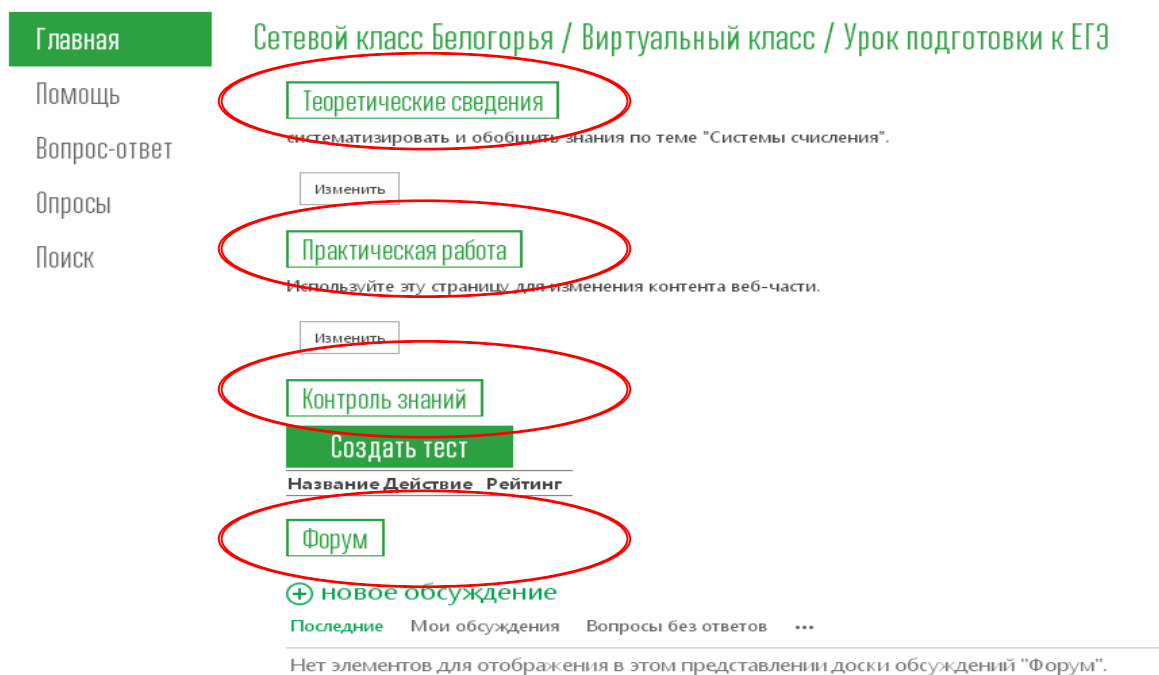 Главная
Помощь
Вопрос-ответ
Опросы
Поиск
Сетевой класс Белогорья / Виртуальный класс / Урок подготовки к ЕГЭ
Теоретические сведения
систематизировать и обобщить знания по теме "Системы счисления".
Изменить
Практическая работа
Используйте эту страницу для изменения контента веб-части.
Изменить
Контроль знаний
Создать тест
Название Действие Рейтинг
Форум
новое обсуждение
Последние Мои обсуждения Вопросы без ответов ...
Нет элементов для отображения в этом представлении доски обсуждений "Форум".